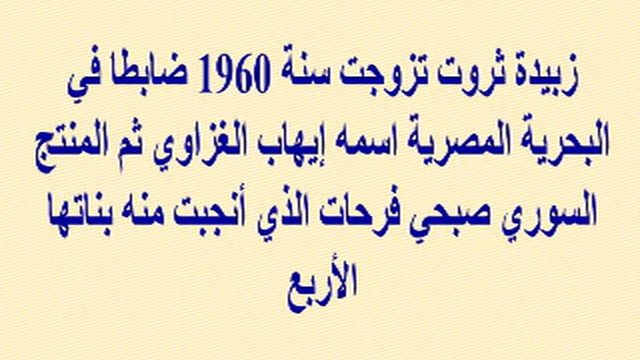 زبيدة ثروت تزوجت سنة 1960 ضابطا في
البحرية المصرية اسمه إيهاب الغزاوي ثم المنتج
السوري صبحي فرحات الذي أنجبت منه بناتها
الأربع